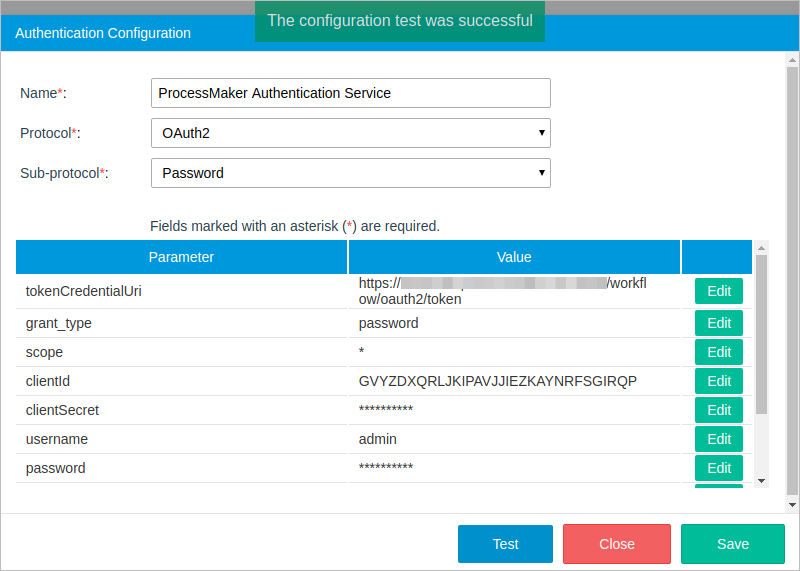 The configuration test was successful
Authentication Configuration
Name*: ProcessMaker Authentication Service
Protocol*: OAuth2
Sub-protocol*: Password
Fields marked with an asterisk (*) are required.
Parameter Value
tokenCredentialUri https:// /workfl
ow/oauth2/token Edit
grant_type password Edit
scope * Edit
clientId GVYZDXQRLJKIPAVJJIEZKAYNRFSGIRQP Edit
clientSecret ********** Edit
username admin Edit
password ********** Edit
Test Close Save